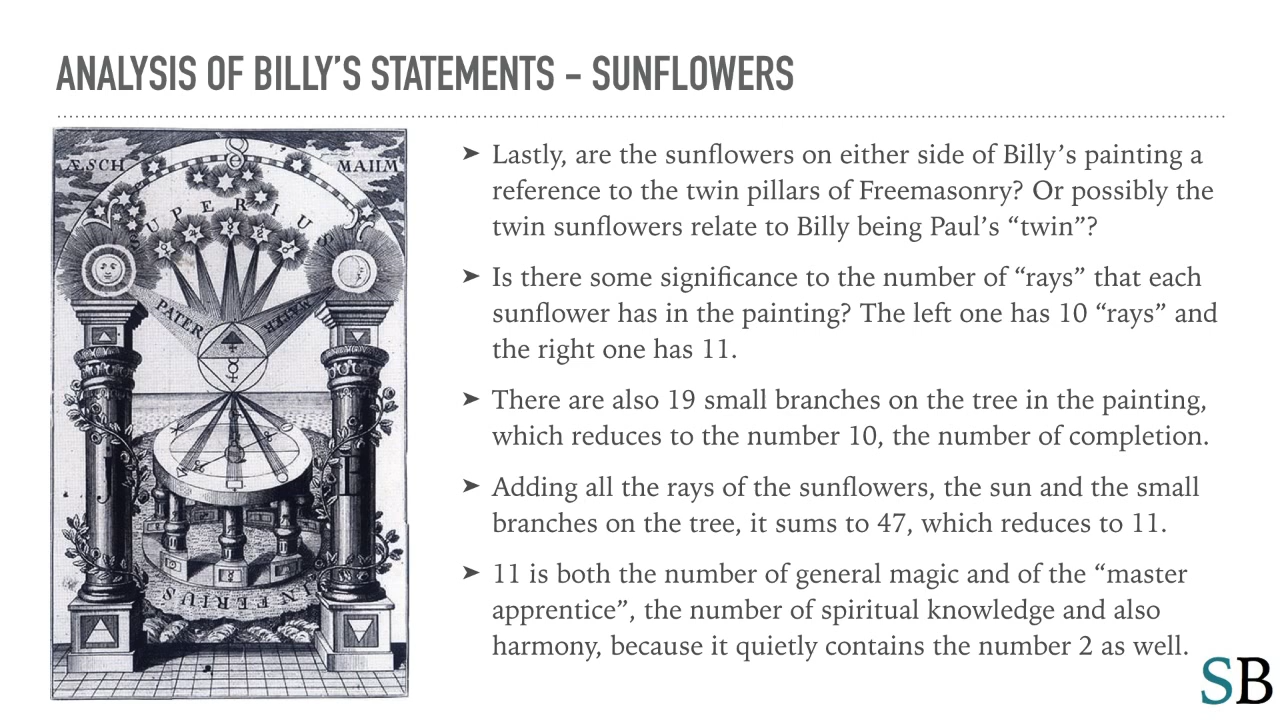 ANALYSIS OF BILLY’S STATEMENTS – SUNFLOWERS
ÆSCH
MAIIM
SUPERIUS
PATER
MATER
J
INFERIUS
➤ Lastly, are the sunflowers on either side of Billy’s painting a
reference to the twin pillars of Freemasonry? Or possibly the
twin sunflowers relate to Billy being Paul’s “twin”?
➤ Is there some significance to the number of “rays” that each
sunflower has in the painting? The left one has 10 “rays” and
the right one has 11.
➤ There are also 19 small branches on the tree in the painting,
which reduces to the number 10, the number of completion.
➤ Adding all the rays of the sunflowers, the sun and the small
branches on the tree, it sums to 47, which reduces to 11.
➤ 11 is both the number of general magic and of the “master
apprentice”, the number of spiritual knowledge and also
harmony, because it quietly contains the number 2 as well.
SB